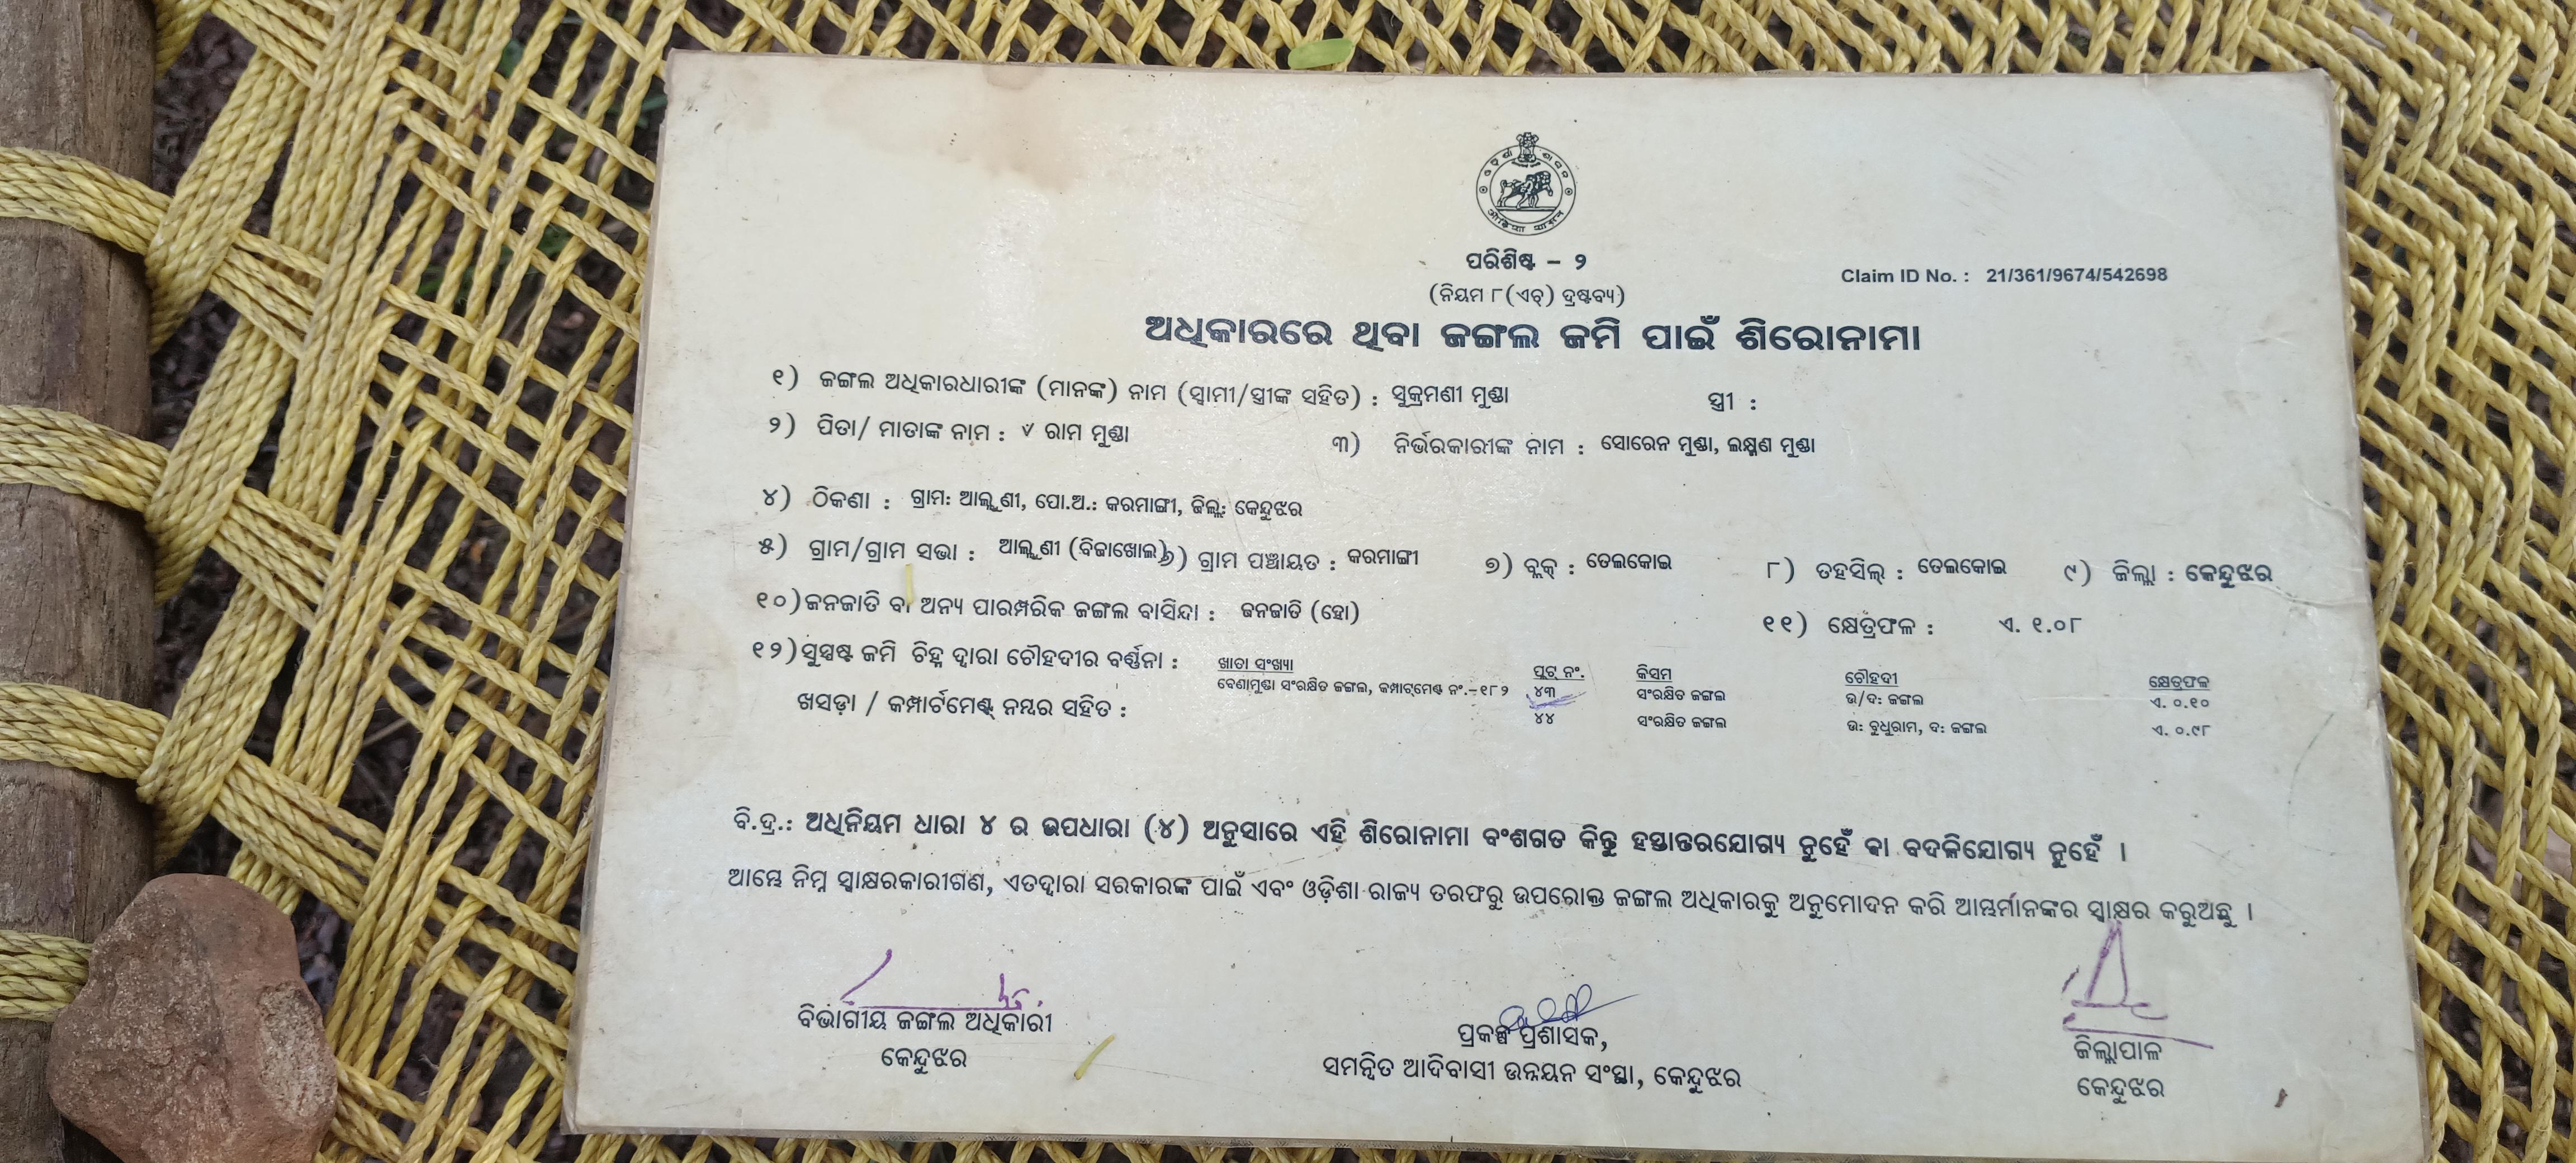 ପରିଶିଷ୍ଟ – ୨
Claim ID No. : 21/361/9674/542698
(ନିୟମ ୮(ଏଚ୍) ଦ୍ରଷ୍ଟବ୍ୟ)
ଅଧିକାରରେ ଥିବା ଜଙ୍ଗଲ ଜମି ପାଇଁ ଶିରୋନାମା
୧) ଜଙ୍ଗଲ ଅଧିକାରଧାରୀଙ୍କ (ମାନଙ୍କ) ନାମ (ସ୍ୱାମୀ/ସ୍ତ୍ରୀଙ୍କ ସହିତ) : ସୁକ୍ରମଣୀ ମୁଣ୍ଡା ସ୍ତ୍ରୀ :
୨) ପିତା/ ମାତାଙ୍କ ନାମ : ୰ ରାମ ମୁଣ୍ଡା ୩) ନିର୍ଭରକାରୀଙ୍କ ନାମ : ସୋରେନ ମୁଣ୍ଡା, ଲକ୍ଷ୍ମଣ ମୁଣ୍ଡା
୪) ଠିକଣା : ଗ୍ରାମ: ଆଲୁଣୀ, ପୋ.ଅ.: କରମାଙ୍ଗୀ, ଜିଲ୍ଲା: କେନ୍ଦୁଝର
୫) ଗ୍ରାମ/ଗ୍ରାମ ସଭା : ଆଲୁଣୀ (ବିଜାଖୋଲ) ୬) ଗ୍ରାମ ପଞ୍ଚାୟତ : କରମାଙ୍ଗୀ ୭) ବ୍ଲକ୍ : ତେଲକୋଇ ୮) ତହସିଲ୍ : ତେଲକୋଇ ୯) ଜିଲ୍ଲା : କେନ୍ଦୁଝର
୧୦) ଜନଜାତି ବା ଅନ୍ୟ ପାରମ୍ପରିକ ଜଙ୍ଗଲ ବାସିନ୍ଦା : ଜନଜାତି (ହୋ) ୧୧) କ୍ଷେତ୍ରଫଳ : ଏ. ୧.୦୮
୧୨) ସୁସ୍ପଷ୍ଟ ଜମି ଚିହ୍ନ ଦ୍ୱାରା ଚୌହଦୀର ବର୍ଣ୍ଣନା :
ଖସଡ଼ା / କମ୍ପାର୍ଟମେଣ୍ଟ୍ ନମ୍ବର ସହିତ :
ଖାତା ସଂଖ୍ୟା ପ୍ଲଟ୍ ନଂ. କିସମ ଚୌହଦୀ କ୍ଷେତ୍ରଫଳ
ବେଣାମୁଣ୍ଡା ସଂରକ୍ଷିତ ଜଙ୍ଗଲ, କମ୍ପାଟ୍‌ମେଣ୍ଟ ନଂ.-୧୮୨ ୪୩ ସଂରକ୍ଷିତ ଜଙ୍ଗଲ ଉ/ଦ: ଜଙ୍ଗଲ ଏ. ୦.୧୦
୪୪ ସଂରକ୍ଷିତ ଜଙ୍ଗଲ ଉ: ବୁଧୁରାମ, ଦ: ଜଙ୍ଗଲ ଏ. ୦.୯୮
ବି.ଦ୍ର.: ଅଧିନିୟମ ଧାରା ୪ ର ଉପଧାରା (୪) ଅନୁସାରେ ଏହି ଶିରୋନାମା ବଂଶଗତ କିନ୍ତୁ ହସ୍ତାନ୍ତରଯୋଗ୍ୟ ନୁହେଁ ବା ବଦଳିଯୋଗ୍ୟ ନୁହେଁ ।
ଆମ୍ଭେ ନିମ୍ନ ସ୍ୱାକ୍ଷରକାରୀଗଣ, ଏତଦ୍ୱାରା ସରକାରଙ୍କ ପାଇଁ ଏବଂ ଓଡ଼ିଶା ରାଜ୍ୟ ତରଫରୁ ଉପରୋକ୍ତ ଜଙ୍ଗଲ ଅଧିକାରକୁ ଅନୁମୋଦନ କରି ଆମ୍ଭମାନଙ୍କର ସ୍ୱାକ୍ଷର କରୁଅଛୁ ।
ବିଭାଗୀୟ ଜଙ୍ଗଲ ଅଧିକାରୀ
କେନ୍ଦୁଝର
ପ୍ରକଳ୍ପ ପ୍ରଶାସକ,
ସମନ୍ୱିତ ଆଦିବାସୀ ଉନ୍ନୟନ ସଂସ୍ଥା, କେନ୍ଦୁଝର
ଜିଲ୍ଲାପାଳ
କେନ୍ଦୁଝର